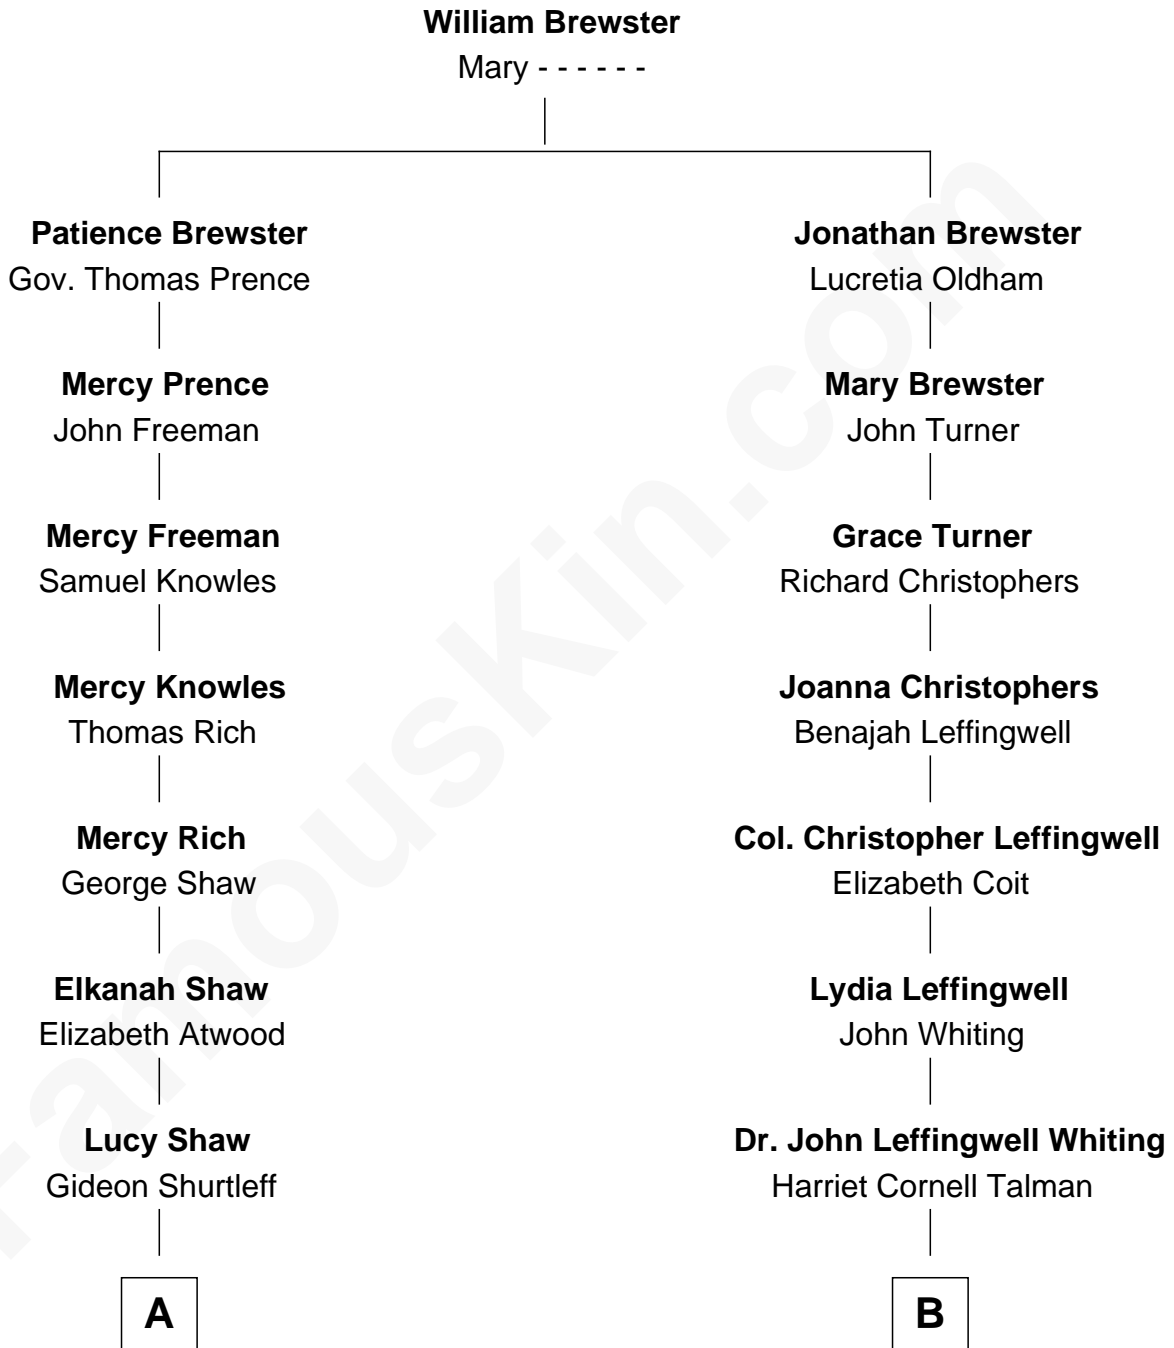 William Brewster
Mary - - - - - -
Patience Brewster
Gov. Thomas Prence
Jonathan Brewster
Lucretia Oldham
Mercy Prence
John Freeman
Mary Brewster
John Turner
Mercy Freeman
Samuel Knowles
Grace Turner
Richard Christophers
Mercy Knowles
Thomas Rich
Joanna Christophers
Benajah Leffingwell
Mercy Rich
George Shaw
Col. Christopher Leffingwell
Elizabeth Coit
Elkanah Shaw
Elizabeth Atwood
Lydia Leffingwell
John Whiting
Lucy Shaw
Gideon Shurtleff
Dr. John Leffingwell Whiting
Harriet Cornell Talman
A
B
FamousKin.com